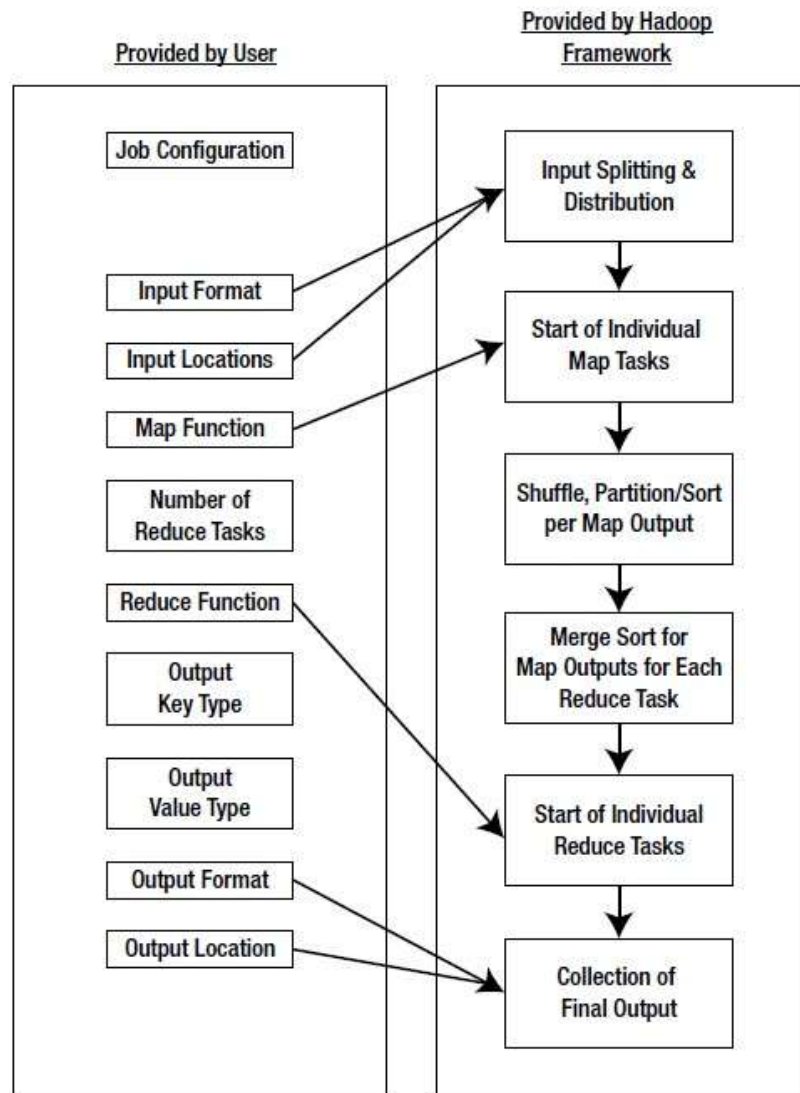 Provided by User
Job Configuration
Input Format
Input Locations
Map Function
Number of
Reduce Tasks
Reduce Function
Output
Key Type
Output
Value Type
Output Format
Output Location
Provided by Hadoop
Framework
Input Splitting &
Distribution
Start of Individual
Map Tasks
Shuffle, Partition/Sort
per Map Output
Merge Sort for
Map Outputs for Each
Reduce Task
Start of Individual
Reduce Tasks
Collection of
Final Output